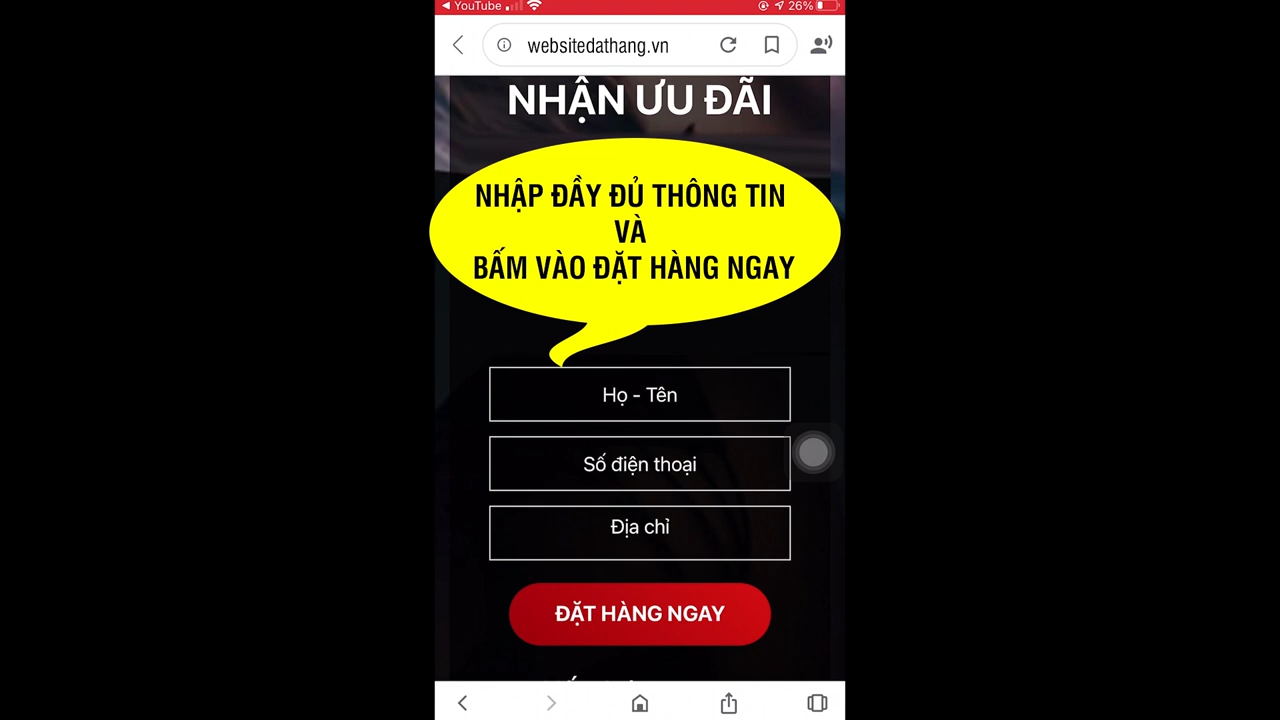 YouTube
26%
websitedathang.vn
NHẬN ƯU ĐÃI
NHẬP ĐẦY ĐỦ THÔNG TIN
VÀ
BẤM VÀO ĐẶT HÀNG NGAY
Họ - Tên
Số điện thoại
Địa chỉ
ĐẶT HÀNG NGAY